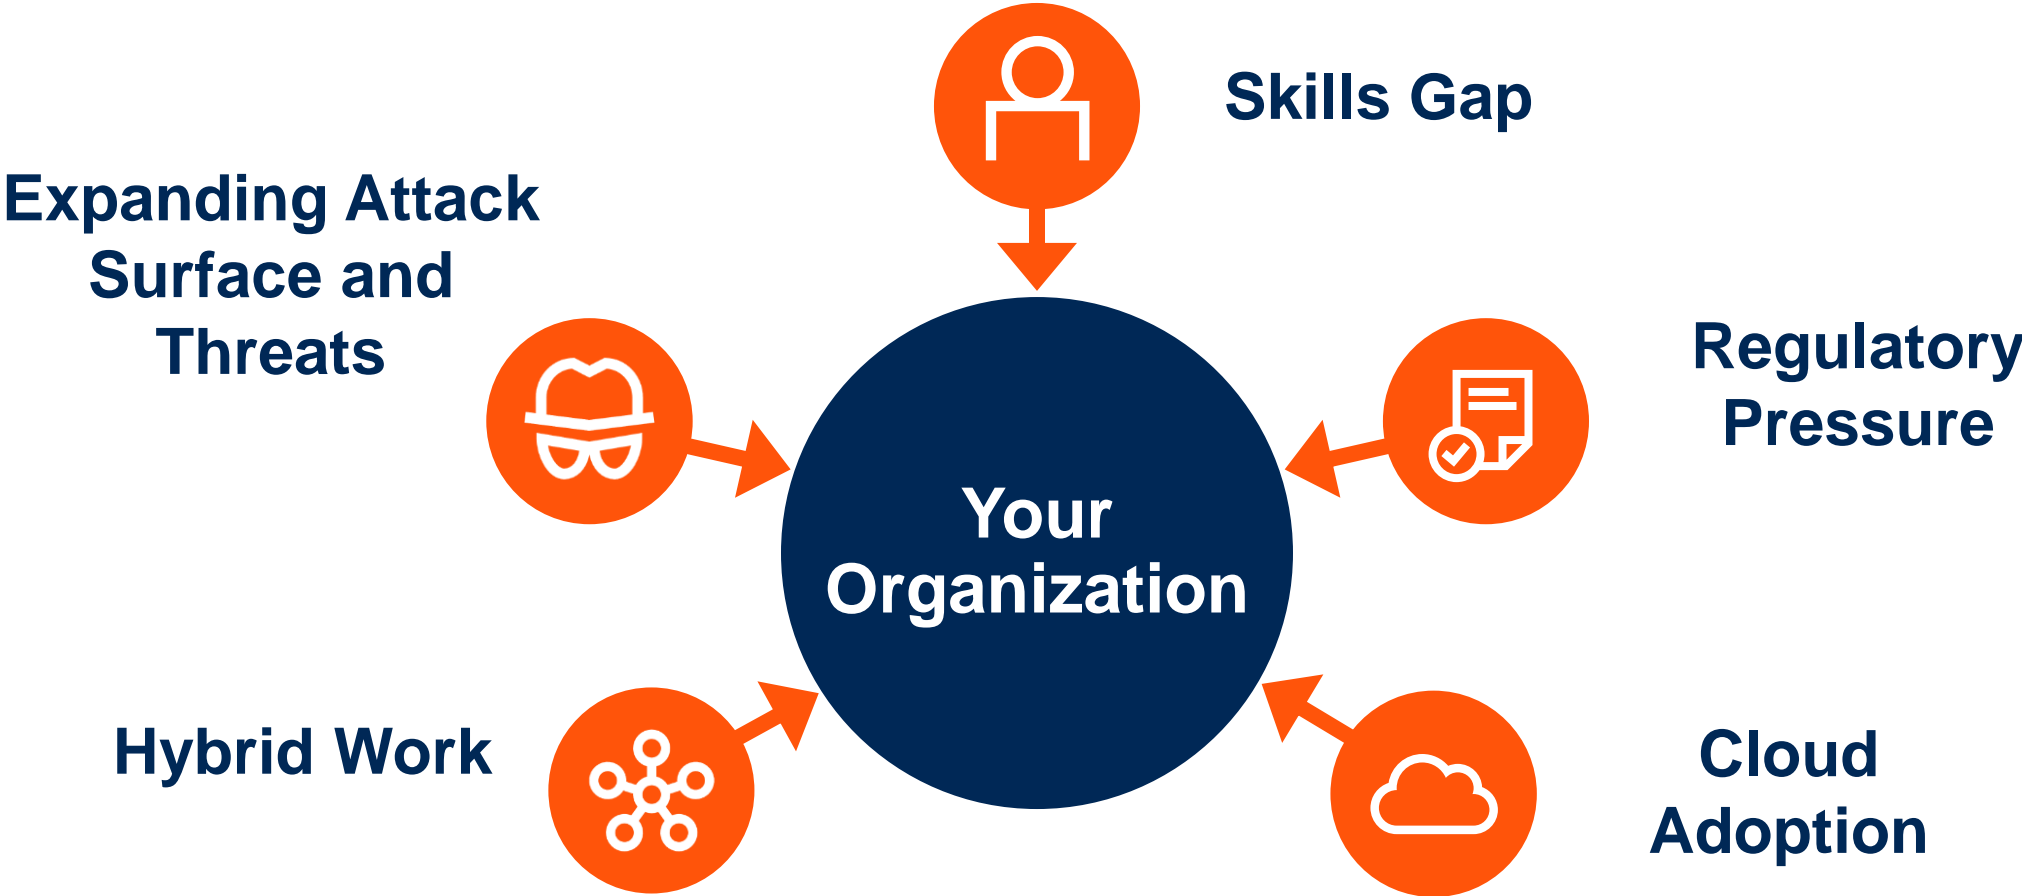 Skills Gap
Expanding Attack
Surface and
Threats
Regulatory
Pressure
Your
Organization
Hybrid Work
Cloud
Adoption